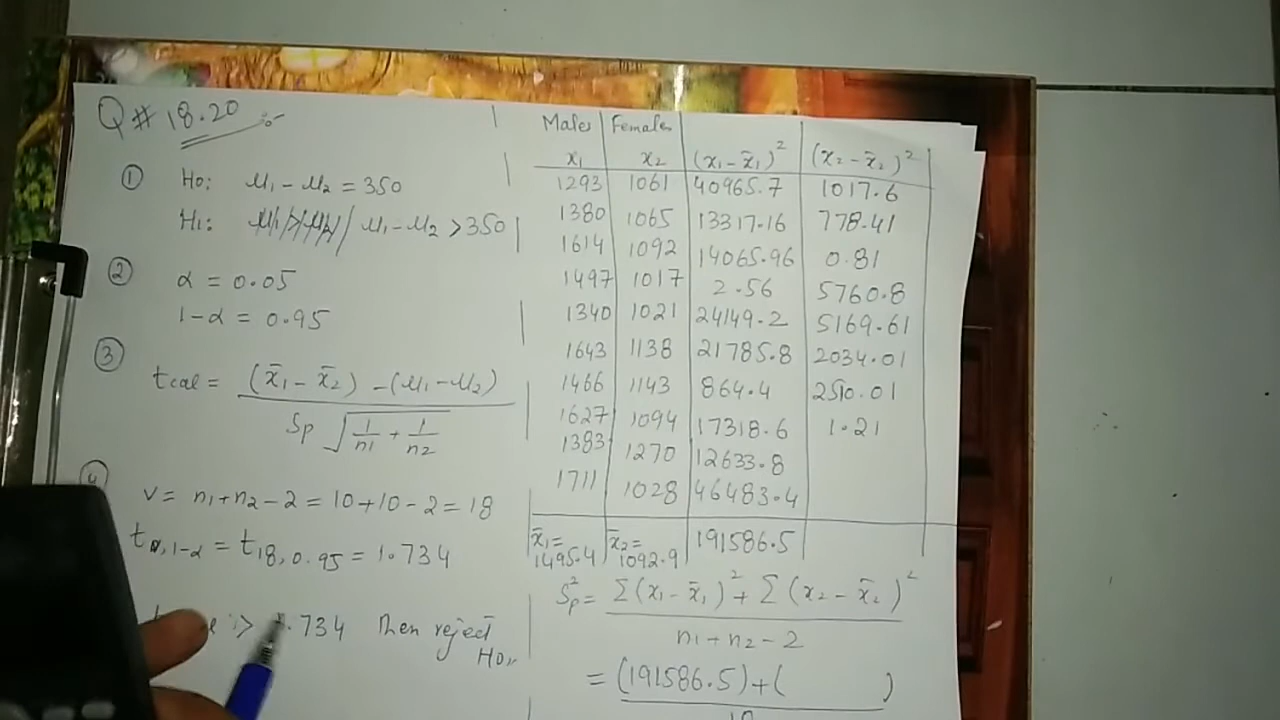 Q # 18.20
① H₀: μ₁ - μ₂ = 350
H₁: μ₁ - μ₂ > 350
② α = 0.05
1-α = 0.95
③ tcal = (x̄₁ - x̄₂) - (μ₁ - μ₂) / Sp √(1/n₁ + 1/n₂)
④ v = n₁ + n₂ - 2 = 10 + 10 - 2 = 18
t v, 1-α = t 18, 0.95 = 1.734
> 1.734 Then reject
H₀
Males Females
x₁ x₂ (x₁ - x̄₁)² (x₂ - x̄₂)²
1293 1061 40965.7 1017.6
1380 1065 13317.16 778.41
1614 1092 14065.96 0.81
1497 1017 2.56 5760.8
1340 1021 24149.2 5169.61
1643 1138 21785.8 2034.01
1466 1143 864.4 2510.01
1627 1094 17318.6 1.21
1383 1270 12633.8
1711 1028 46483.4
x̄₁ = x̄₂ = 191586.5
1495.4 1092.9
S²p = Σ(x₁ - x̄₁)² + Σ(x₂ - x̄₂)² / n₁ + n₂ - 2
= (191586.5) + ( )